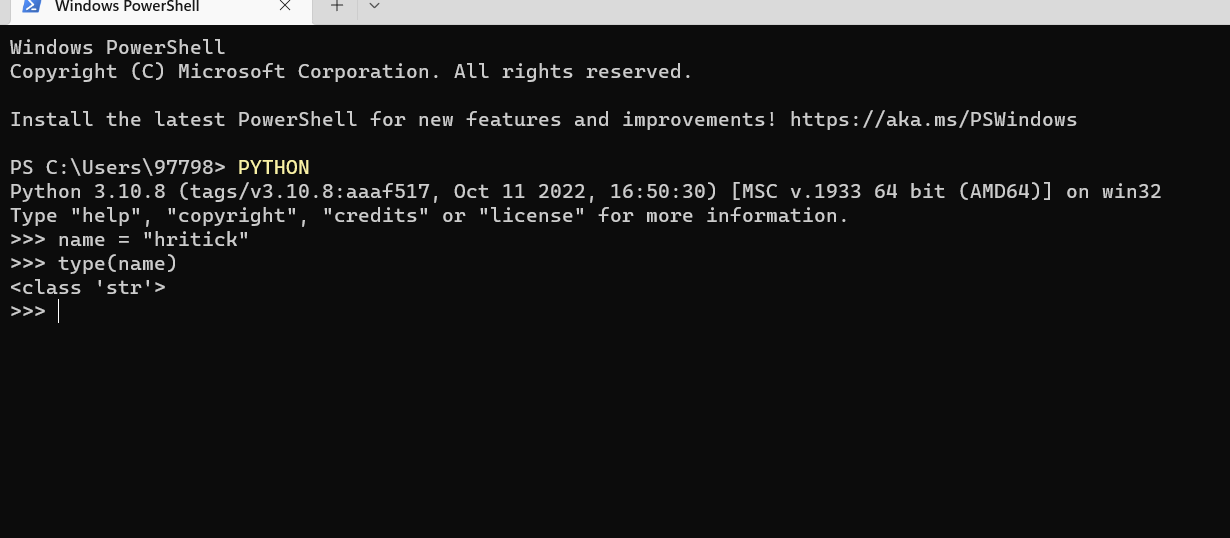 Windows PowerShell
Windows PowerShell
Copyright (C) Microsoft Corporation. All rights reserved.
Install the latest PowerShell for new features and improvements! https://aka.ms/PSWindows
PS C:\Users\97798> PYTHON
Python 3.10.8 (tags/v3.10.8:aaaf517, Oct 11 2022, 16:50:30) [MSC v.1933 64 bit (AMD64)] on win32
Type "help", "copyright", "credits" or "license" for more information.
>>> name = "hritick"
>>> type(name)
<class 'str'>
>>>